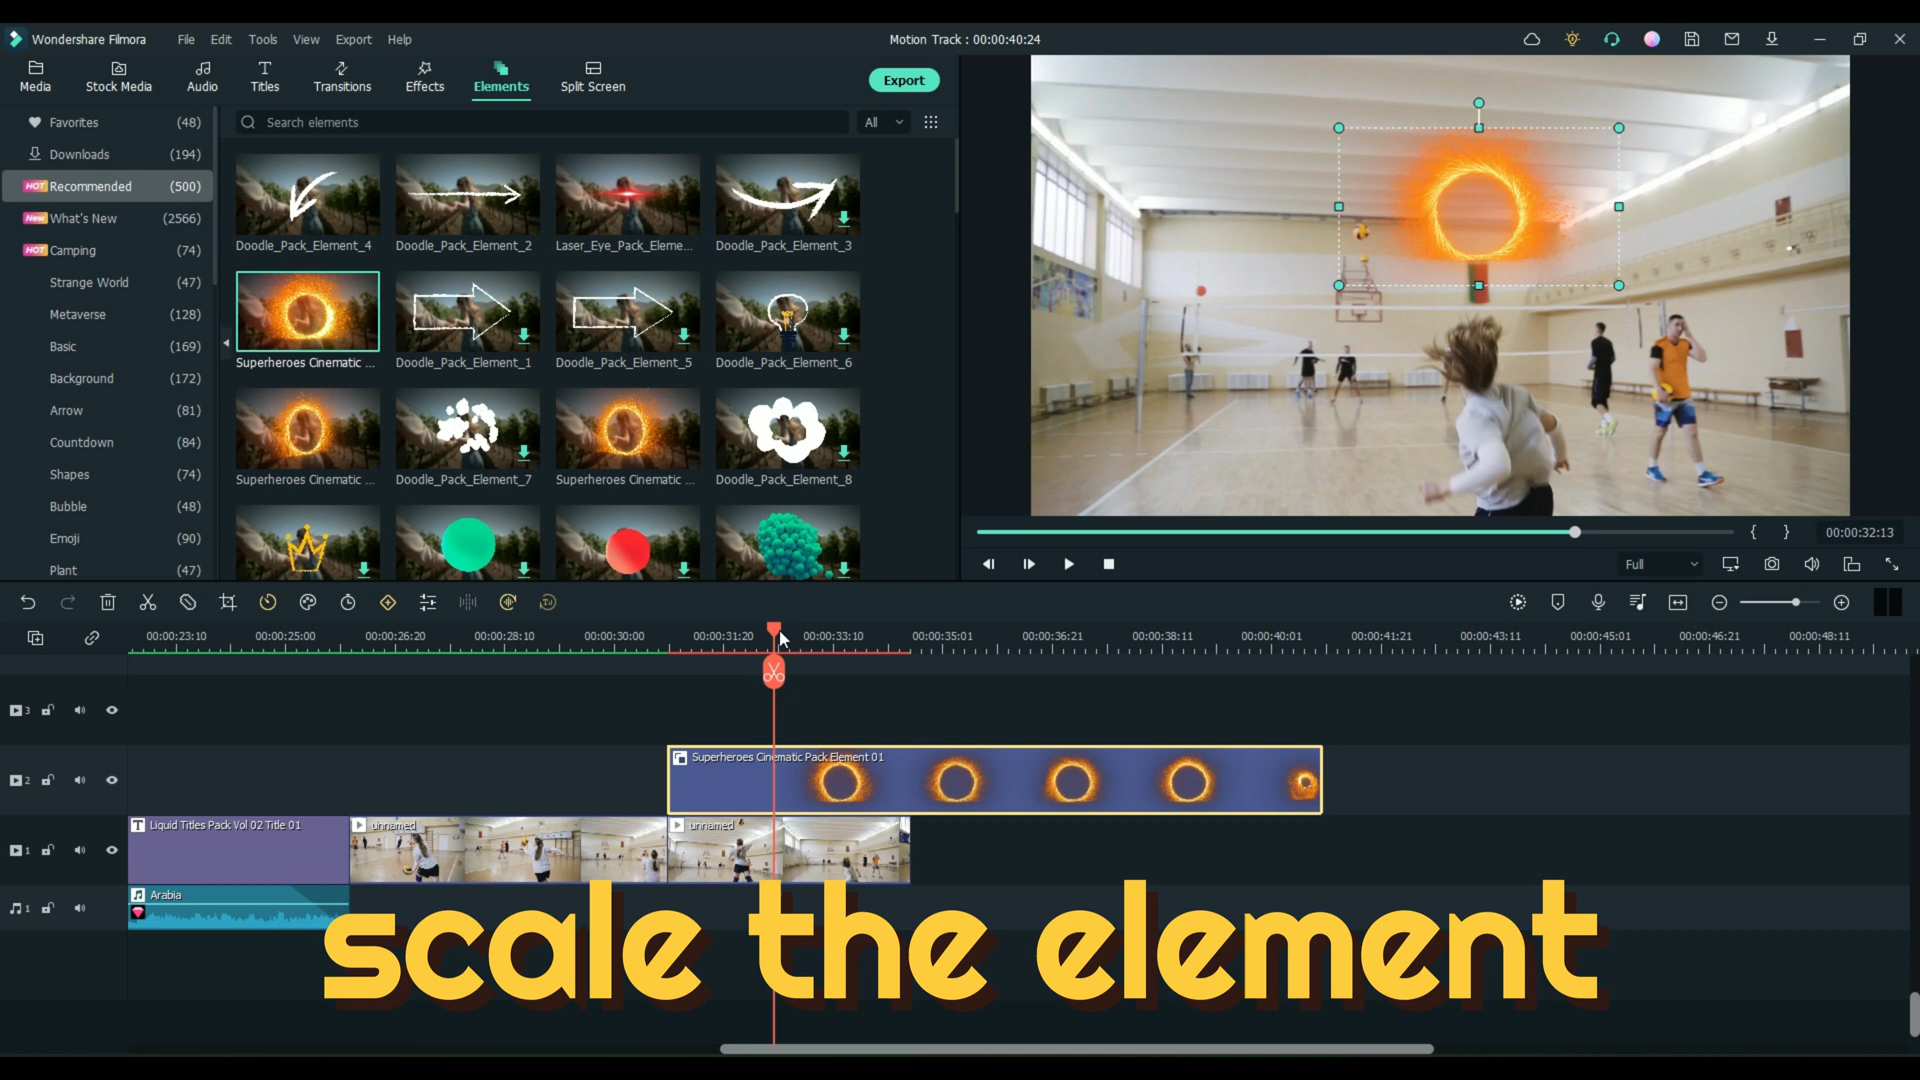 Wondershare Filmora
File Edit Tools View Export Help
Motion Track : 00:00:40:24
Media Stock Media Audio Titles Transitions Effects Elements Split Screen
Export
Favorites (48)
Downloads (194)
HOT Recommended (500)
New What's New (2566)
HOT Camping (74)
Strange World (47)
Metaverse (128)
Basic (169)
Background (172)
Arrow (81)
Countdown (84)
Shapes (74)
Bubble (48)
Emoji (90)
Plant (47)
Search elements
All
Doodle_Pack_Element_4 Doodle_Pack_Element_2 Laser_Eye_Pack_Eleme... Doodle_Pack_Element_3
Superheroes Cinematic ... Doodle_Pack_Element_1 Doodle_Pack_Element_5 Doodle_Pack_Element_6
Superheroes Cinematic ... Doodle_Pack_Element_7 Superheroes Cinematic ... Doodle_Pack_Element_8
{ } 00:00:32:13
Full
00:00:23:10 00:00:25:00 00:00:26:20 00:00:28:10 00:00:30:00 00:00:31:20 00:00:33:10 00:00:35:01 00:00:36:21 00:00:38:11 00:00:40:01 00:00:41:21 00:00:43:11 00:00:45:01 00:00:46:21 00:00:48:11
3
2
Superheroes Cinematic Pack Element 01
1
Liquid Titles Pack Vol 02 Title 01
unnamed
unnamed
1
Arabia
scale the element